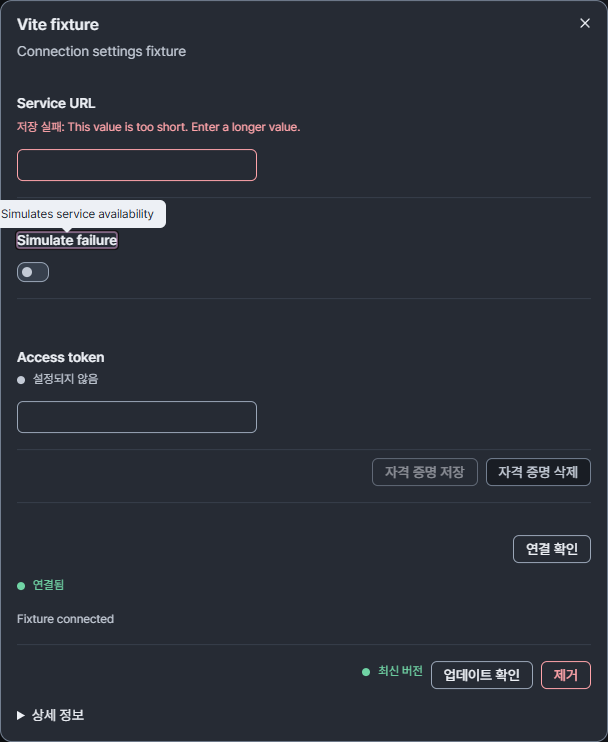 Vite fixture
Connection settings fixture
Service URL
저장 실패: This value is too short. Enter a longer value.
Simulates service availability
Simulate failure
Access token
설정되지 않음
자격 증명 저장
자격 증명 삭제
연결 확인
연결됨
Fixture connected
최신 버전
업데이트 확인
제거
상세 정보